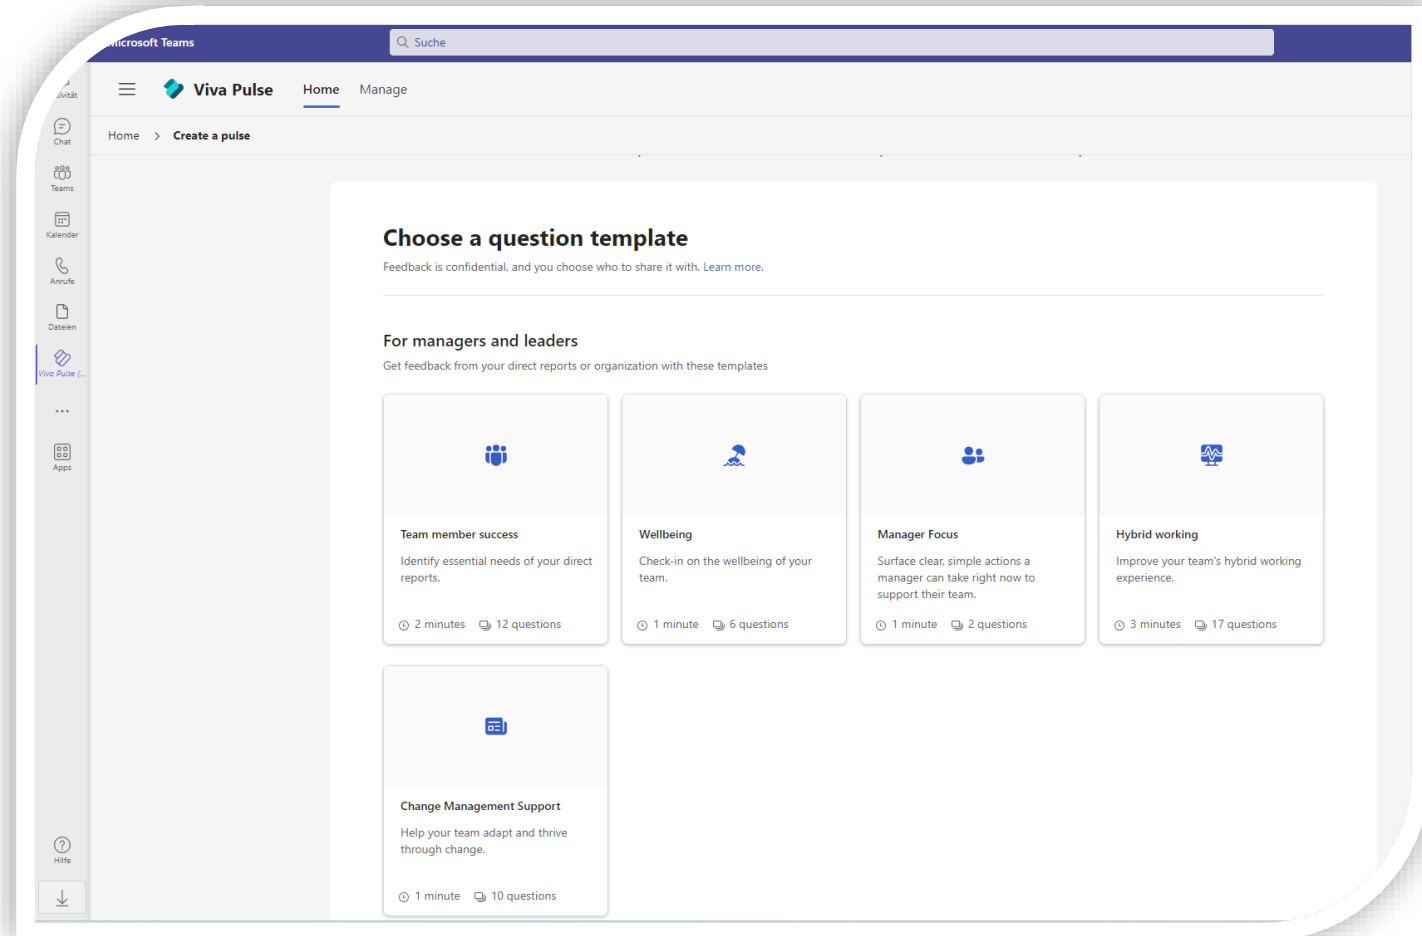 Microsoft Teams
Suche
Viva Pulse
Home
Manage
Home > Create a pulse
Chat
Teams
Kalender
Anrufe
Dateien
Viva Pulse (...
Apps
Hilfe
Choose a question template
Feedback is confidential, and you choose who to share it with. Learn more.
For managers and leaders
Get feedback from your direct reports or organization with these templates
Team member success
Identify essential needs of your direct
reports.
2 minutes
12 questions
Wellbeing
Check-in on the wellbeing of your
team.
1 minute
6 questions
Manager Focus
Surface clear, simple actions a
manager can take right now to
support their team.
1 minute
2 questions
Hybrid working
Improve your team's hybrid working
experience.
3 minutes
17 questions
Change Management Support
Help your team adapt and thrive
through change.
1 minute
10 questions